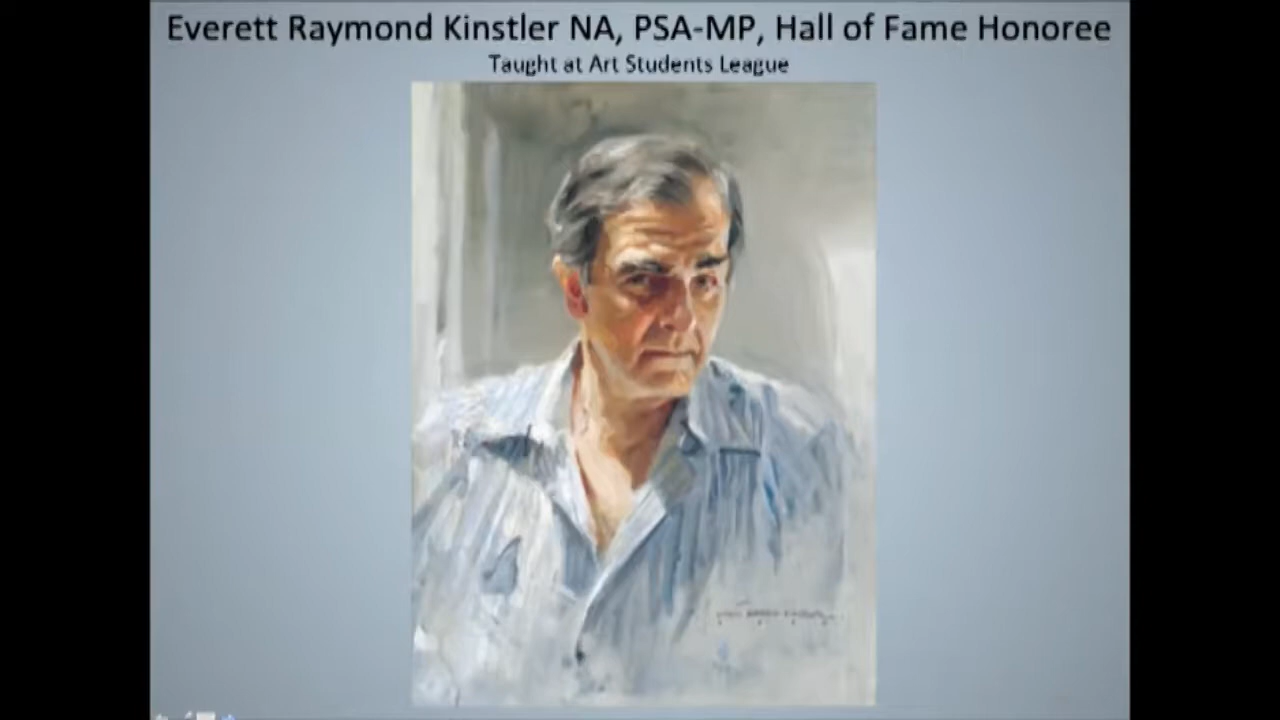 Everett Raymond Kinstler NA, PSA-MP, Hall of Fame Honoree
Taught at Art Students League